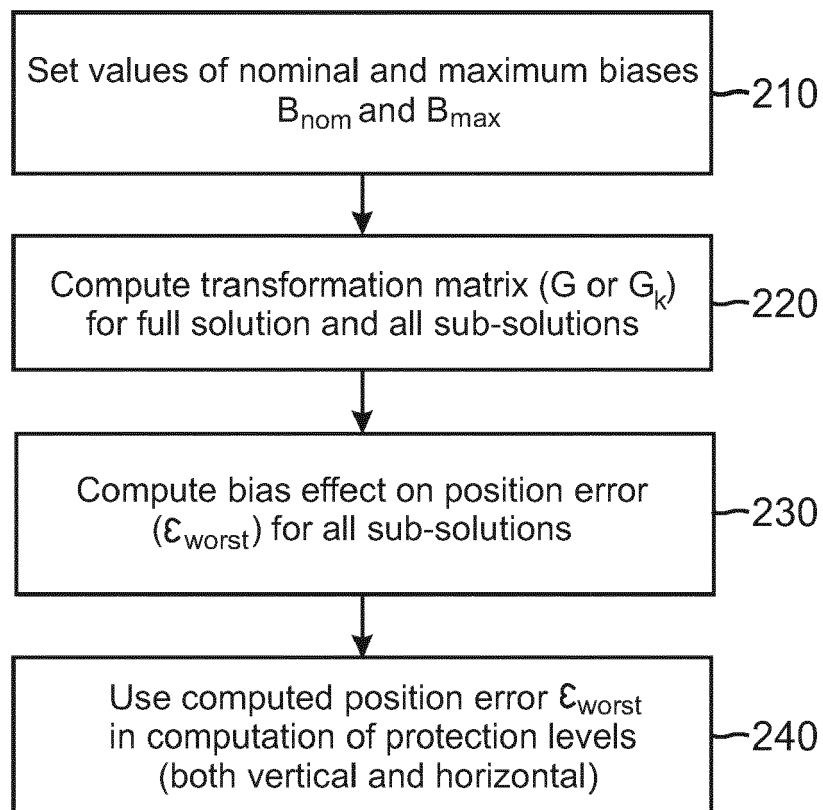 Set values of nominal and maximum biases
Bnom and Bmax
210
Compute transformation matrix (G or Gk)
for full solution and all sub-solutions
220
Compute bias effect on position error
(εworst) for all sub-solutions
230
Use computed position error εworst
in computation of protection levels
(both vertical and horizontal)
240